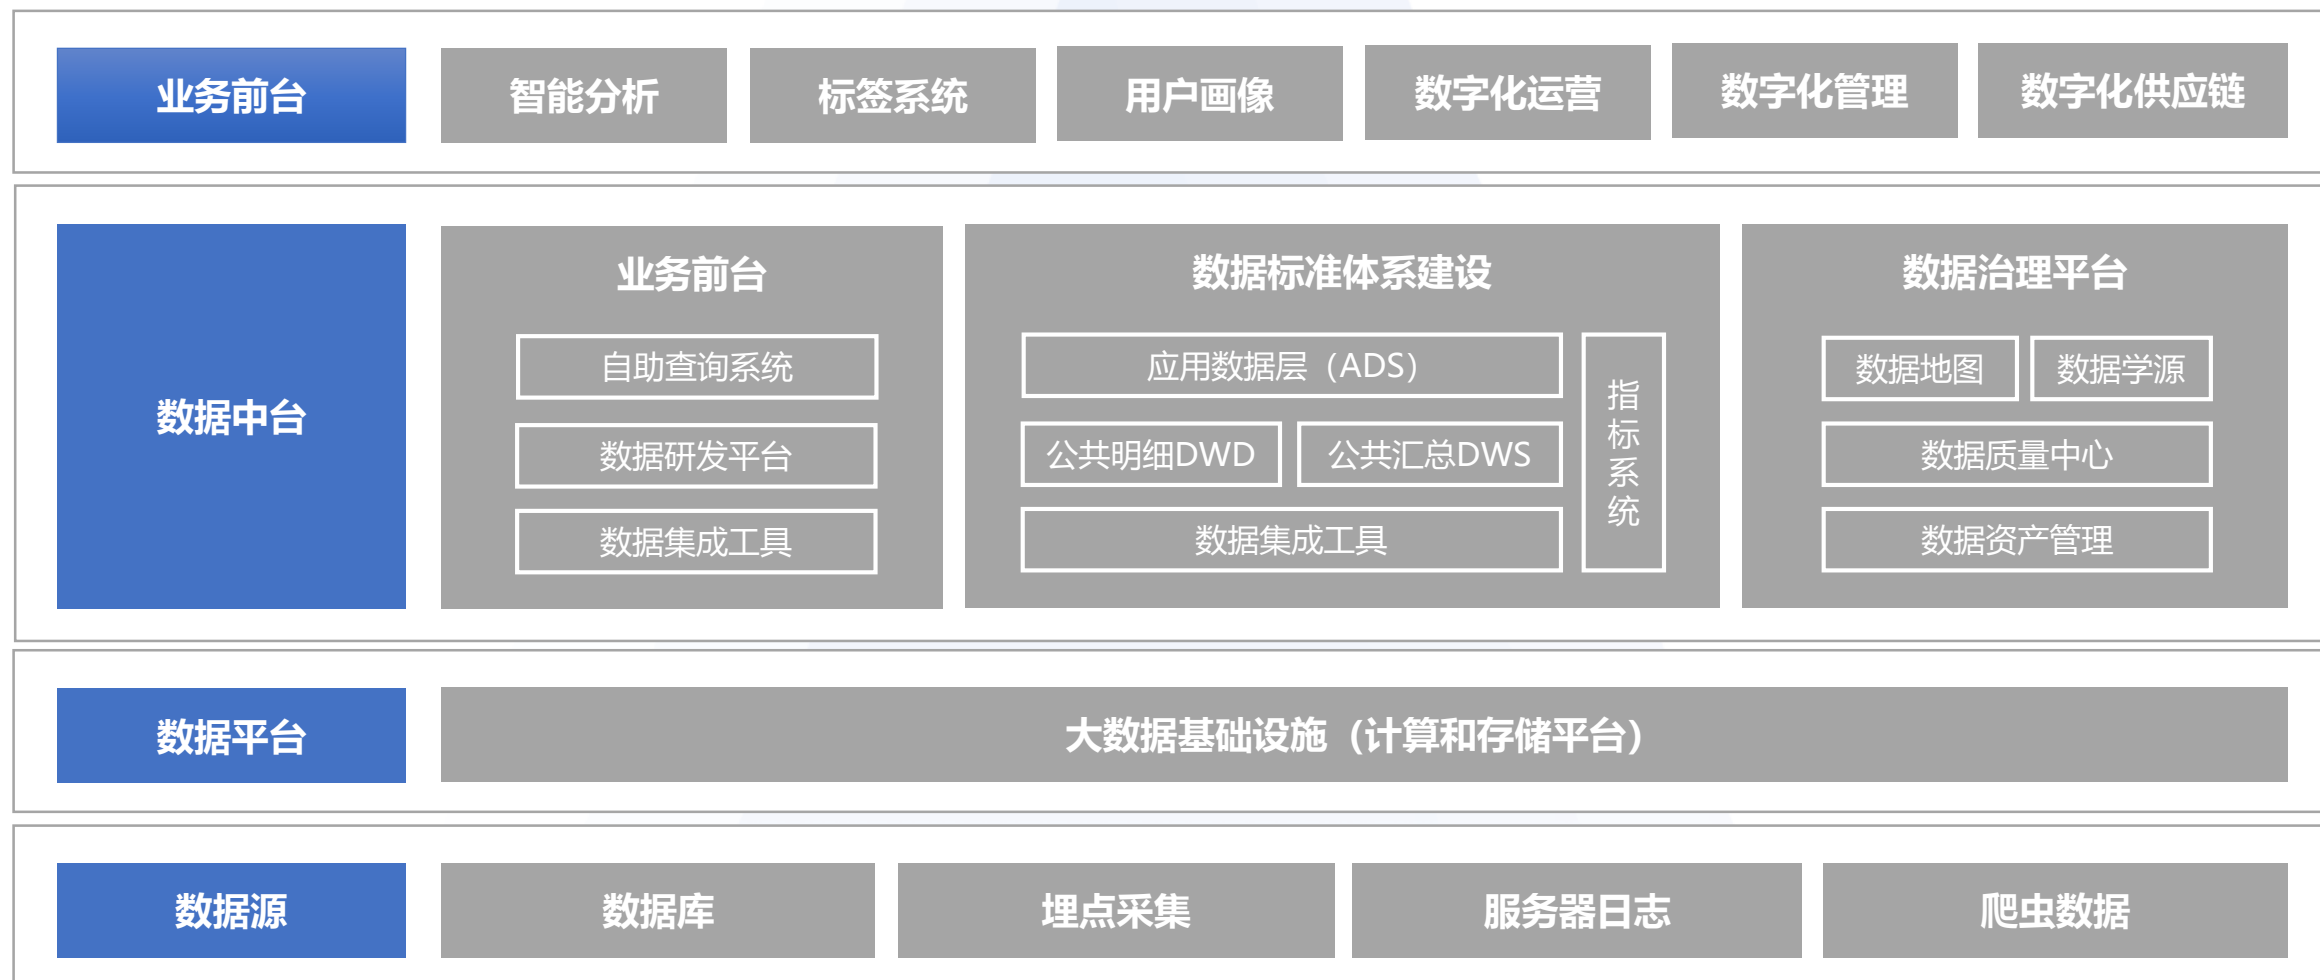 业务前台
智能分析
标签系统
用户画像
数字化运营
数字化管理
数字化供应链
数据中台
业务前台
自助查询系统
数据研发平台
数据集成工具
数据标准体系建设
应用数据层（ADS）
公共明细DWD
公共汇总DWS
数据集成工具
指
标
系
统
数据治理平台
数据地图
数据学源
数据质量中心
数据资产管理
数据平台
大数据基础设施（计算和存储平台）
数据源
数据库
埋点采集
服务器日志
爬虫数据